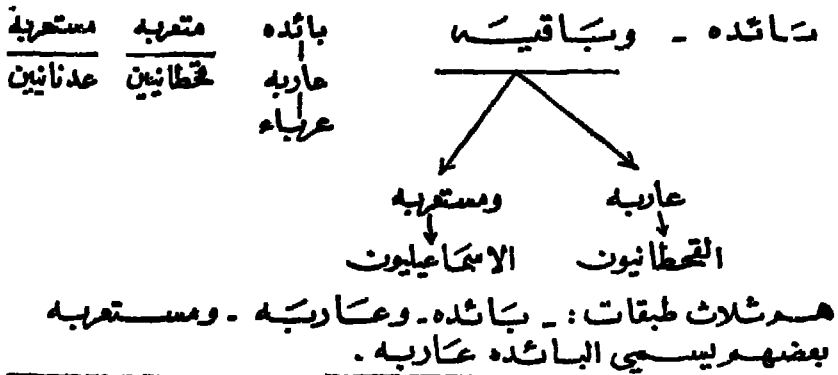 بائده - وباقيه
بائده متعربه مستعربة
عاربه قحطانيين عدنانيين
عرباء
عاربه ومستعربه
القحطانيون الاسماعيليون
هم ثلاث طبقات : - بائده - وعاربه - ومستعربه
بعضهم يسمي البائده عاربه .